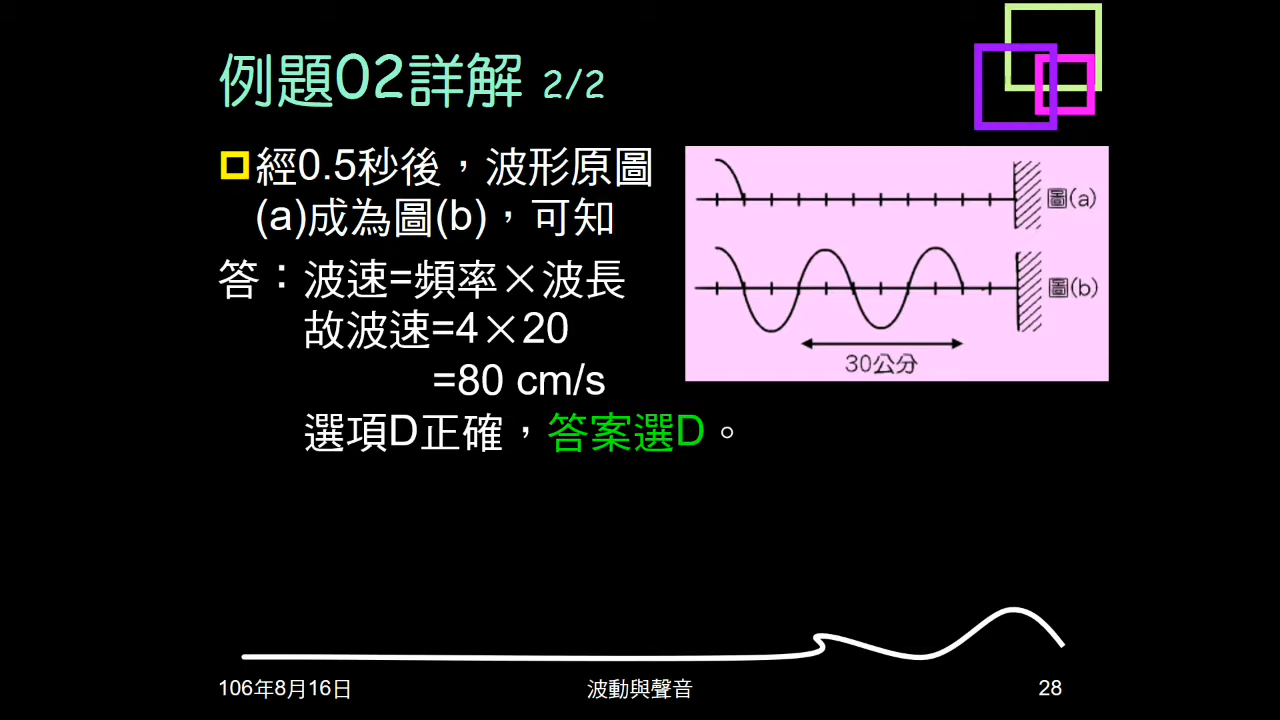 例題02詳解 2/2
經0.5秒後，波形原圖
(a)成為圖(b)，可知
答：波速=頻率×波長
故波速=4×20
=80 cm/s
選項D正確，答案選D。
圖(a)
圖(b)
30公分
106年8月16日
波動與聲音
28